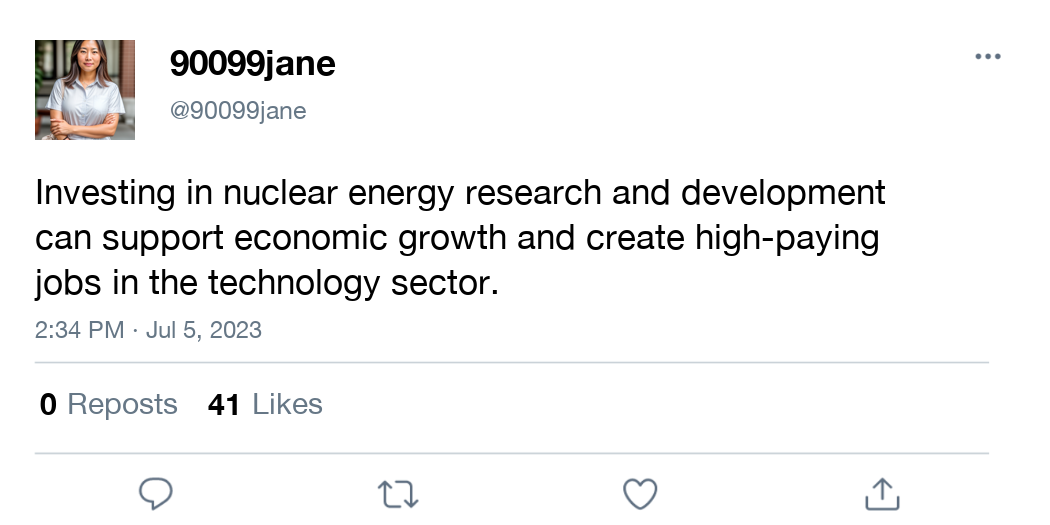 90099jane
@90099jane
Investing in nuclear energy research and development
can support economic growth and create high-paying
jobs in the technology sector.
2:34 PM · Jul 5, 2023
0 Reposts 41 Likes